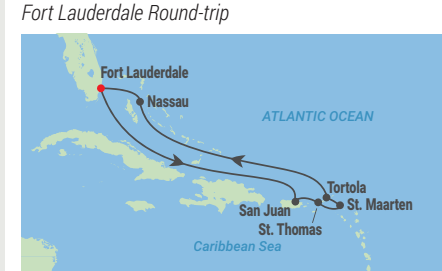 Fort Lauderdale Round-trip
Fort Lauderdale
Nassau
ATLANTIC OCEAN
Tortola
San Juan
St. Maarten
St. Thomas
Caribbean Sea